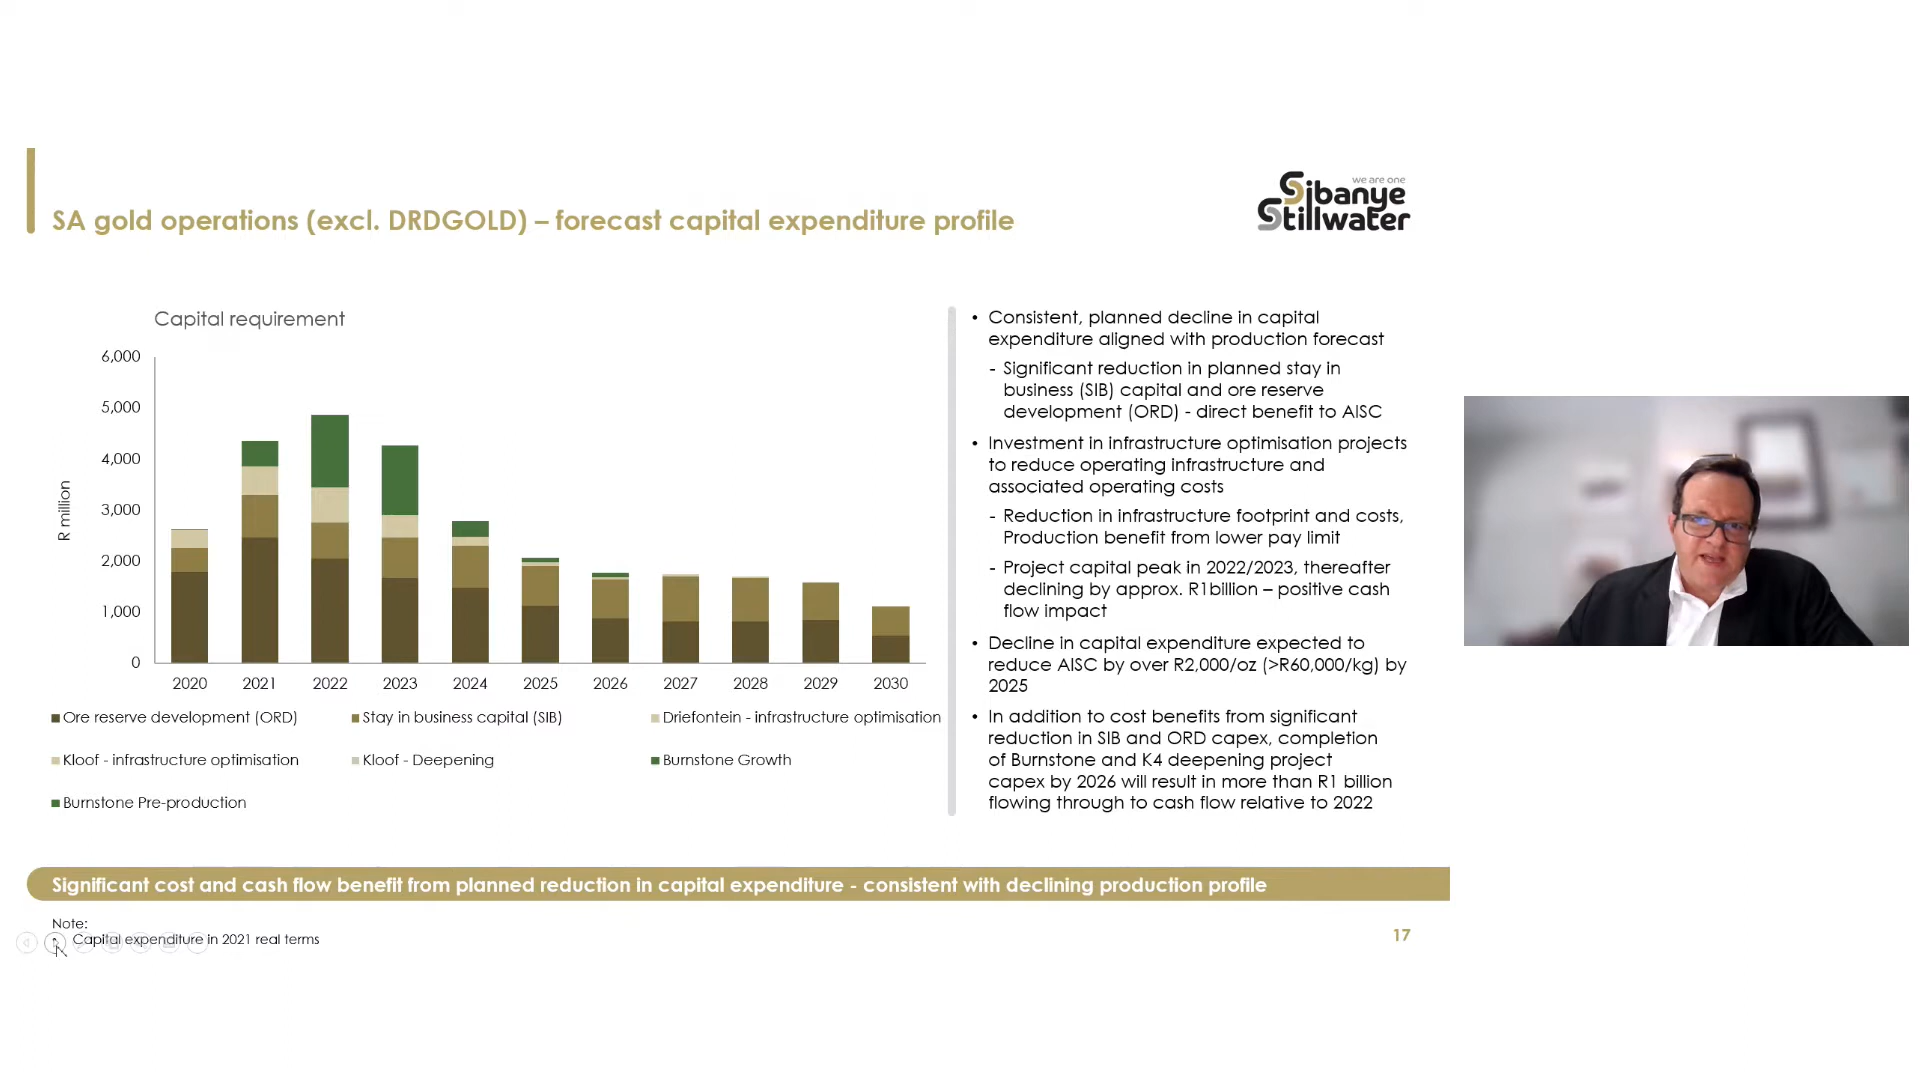 SA gold operations (excl. DRDGOLD) – forecast capital expenditure profile
we are one
Sibanye
Stillwater
Capital requirement
6,000
5,000
4,000
3,000
2,000
1,000
0
R million
2020 2021 2022 2023 2024 2025 2026 2027 2028 2029 2030
Ore reserve development (ORD) Stay in business capital (SIB) Driefontein - infrastructure optimisation
Kloof - infrastructure optimisation Kloof - Deepening Burnstone Growth
Burnstone Pre-production
• Consistent, planned decline in capital
expenditure aligned with production forecast
- Significant reduction in planned stay in
business (SIB) capital and ore reserve
development (ORD) - direct benefit to AISC
• Investment in infrastructure optimisation projects
to reduce operating infrastructure and
associated operating costs
- Reduction in infrastructure footprint and costs,
Production benefit from lower pay limit
- Project capital peak in 2022/2023, thereafter
declining by approx. R1billion – positive cash
flow impact
• Decline in capital expenditure expected to
reduce AISC by over R2,000/oz (>R60,000/kg) by
2025
• In addition to cost benefits from significant
reduction in SIB and ORD capex, completion
of Burnstone and K4 deepening project
capex by 2026 will result in more than R1 billion
flowing through to cash flow relative to 2022
Significant cost and cash flow benefit from planned reduction in capital expenditure - consistent with declining production profile
Note:
• Capital expenditure in 2021 real terms
17